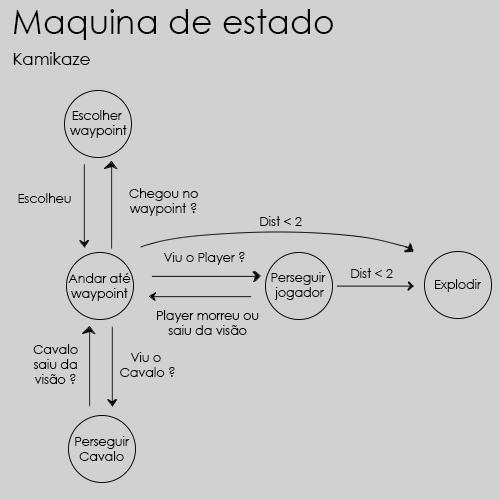 Maquina de estado
Kamikaze
Escolher
waypoint
Escolheu
Chegou no
waypoint ?
Dist < 2
Viu o Player ?
Andar até
waypoint
Perseguir
jogador
Dist < 2
Explodir
Player morreu ou
saiu da visão
Cavalo
saiu da
visão ?
Viu o
Cavalo ?
Perseguir
Cavalo